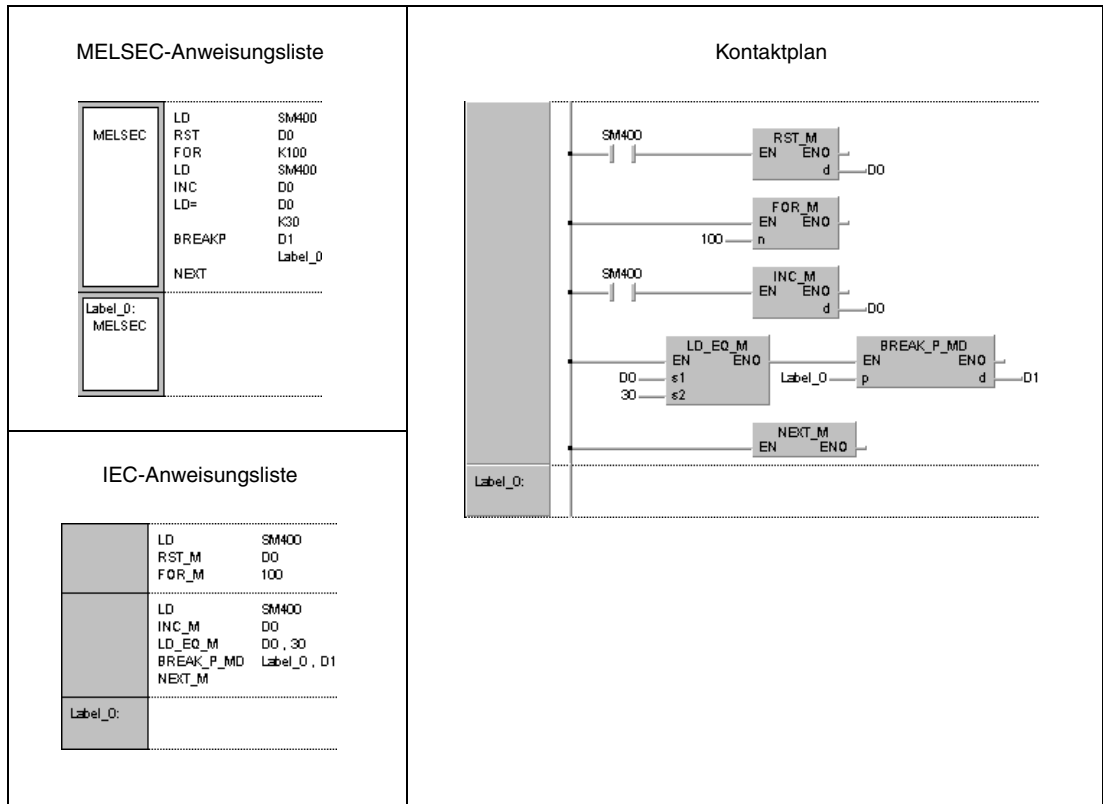 MELSEC-Anweisungsliste
MELSEC
LD SM400
RST D0
FOR K100
LD SM400
INC D0
LD= D0
K30
BREAKP D1
Label_0
NEXT
Label_0:
MELSEC
IEC-Anweisungsliste
LD SM400
RST_M D0
FOR_M 100
LD SM400
INC_M D0
LD_EQ_M D0 , 30
BREAK_P_MD Label_0 , D1
NEXT_M
Label_0:
Kontaktplan
SM400
RST_M
EN ENO
d D0
FOR_M
EN ENO
100 n
SM400
INC_M
EN ENO
d D0
LD_EQ_M BREAK_P_MD
EN ENO EN ENO
D0 s1 Label_0 p d D1
30 s2
NEXT_M
EN ENO
Label_0: